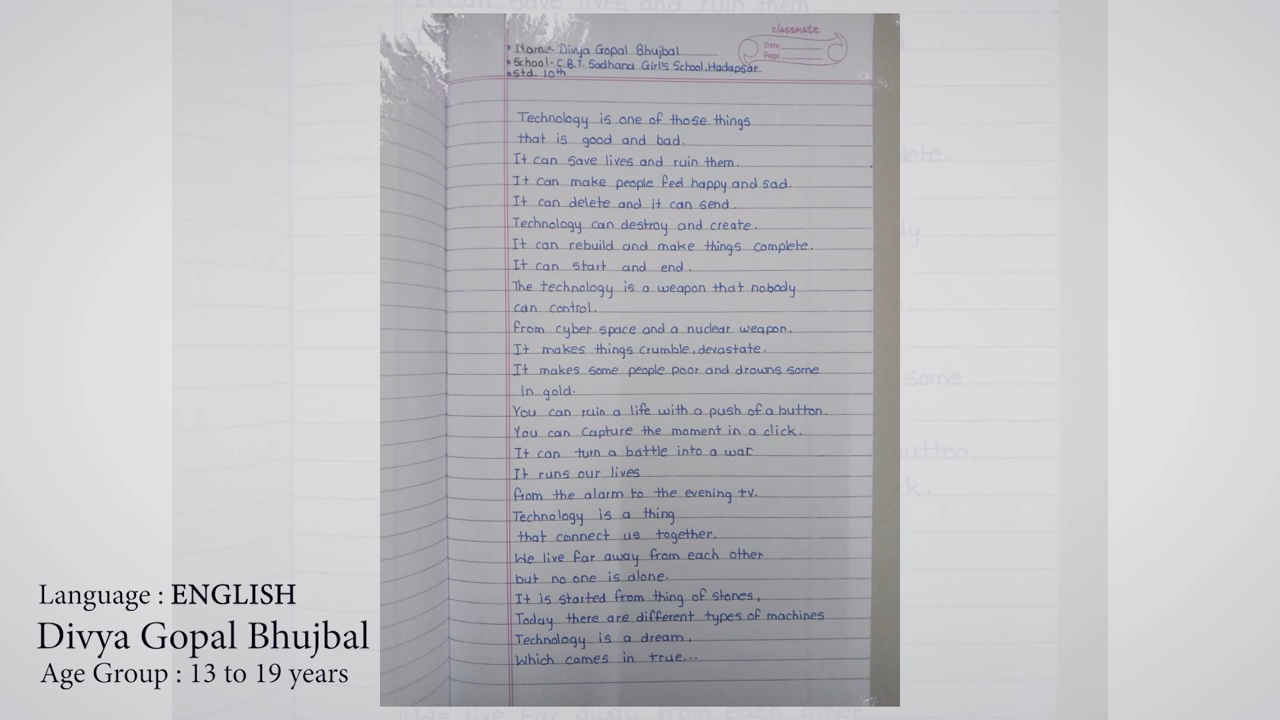 classmate
Date
Page
• Name- Divya Gopal Bhujbal
• School- C.B.T. Sadhana Girl's School, Hadapsar
• Std. 10th
Technology is one of those things
that is good and bad.
It can save lives and ruin them.
It can make people feel happy and sad.
It can delete and it can send.
Technology can destroy and create.
It can rebuild and make things complete.
It can start and end.
The technology is a weapon that nobody
can control.
from cyber space and a nuclear weapon.
It makes things crumble, devastate.
It makes some people poor and drowns some
in gold.
You can ruin a life with a push of a button.
You can capture the moment in a click.
It can turn a battle into a war
It runs our lives
from the alarm to the evening tv.
Technology is a thing
that connect us together.
We live far away from each other
but no one is alone.
It is started from thing of stones,
Today there are different types of machines
Technology is a dream,
Which comes in true...
Language : ENGLISH
Divya Gopal Bhujbal
Age Group : 13 to 19 years